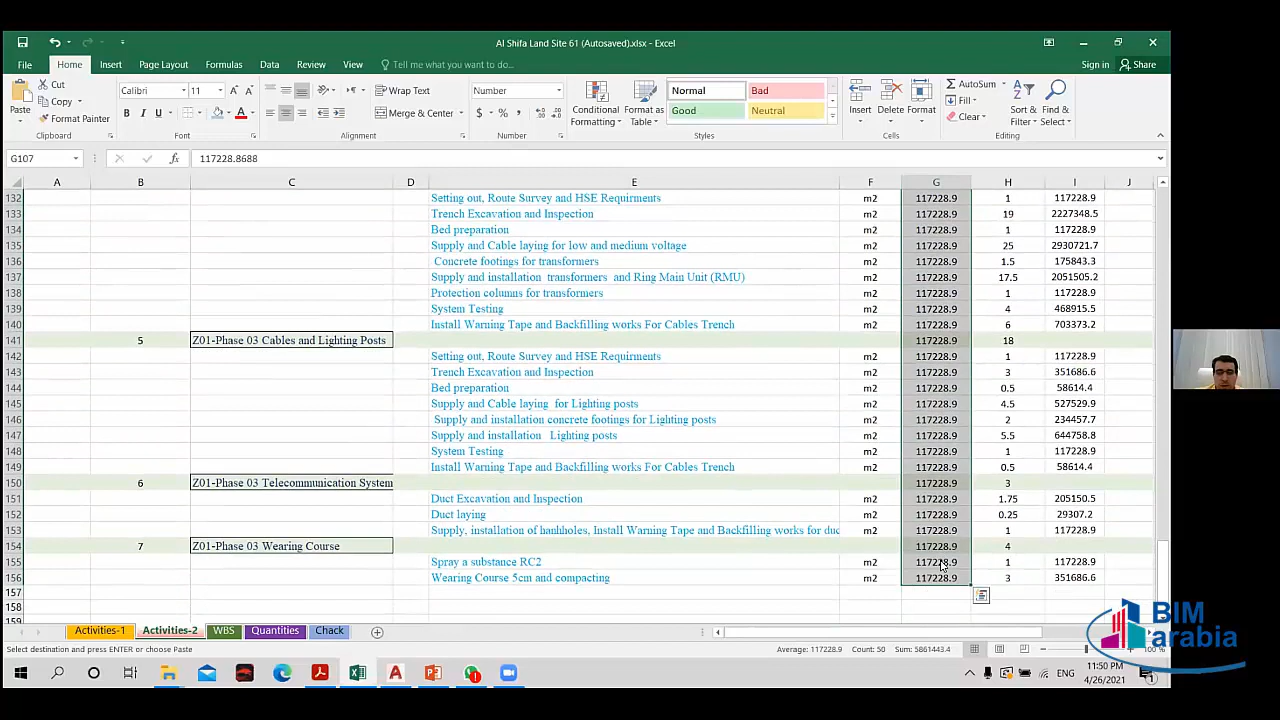 Al Shifa Land Site 61 (Autosaved).xlsx - Excel
File Home Insert Page Layout Formulas Data Review View Tell me what you want to do... Sign in Share
Cut
Copy
Format Painter
Paste
Clipboard
Calibri 11
B I U
Font
Wrap Text
Merge & Center
Alignment
Number
$ % ,
Number
Conditional Formatting
Format as Table
Normal Bad
Good Neutral
Styles
Insert Delete Format
Cells
AutoSum
Fill
Clear
Sort & Filter
Find & Select
Editing
G107 117228.8688
A B C D E F G H I J
132 Setting out, Route Survey and HSE Requirments m2 117228.9 1 117228.9
133 Trench Excavation and Inspection m2 117228.9 19 2227348.5
134 Bed preparation m2 117228.9 1 117228.9
135 Supply and Cable laying for low and medium voltage m2 117228.9 25 2930721.7
136 Concrete footings for transformers m2 117228.9 1.5 175843.3
137 Supply and installation transformers and Ring Main Unit (RMU) m2 117228.9 17.5 2051505.2
138 Protection columns for transformers m2 117228.9 1 117228.9
139 System Testing m2 117228.9 4 468915.5
140 Install Warning Tape and Backfilling works For Cables Trench m2 117228.9 6 703373.2
141 5 Z01-Phase 03 Cables and Lighting Posts 117228.9 18
142 Setting out, Route Survey and HSE Requirments m2 117228.9 1 117228.9
143 Trench Excavation and Inspection m2 117228.9 3 351686.6
144 Bed preparation m2 117228.9 0.5 58614.4
145 Supply and Cable laying for Lighting posts m2 117228.9 4.5 527529.9
146 Supply and installation concrete footings for Lighting posts m2 117228.9 2 234457.7
147 Supply and installation Lighting posts m2 117228.9 5.5 644758.8
148 System Testing m2 117228.9 1 117228.9
149 Install Warning Tape and Backfilling works For Cables Trench m2 117228.9 0.5 58614.4
150 6 Z01-Phase 03 Telecommunication System 117228.9 3
151 Duct Excavation and Inspection m2 117228.9 1.75 205150.5
152 Duct laying m2 117228.9 0.25 29307.2
153 Supply, installation of hanhholes, Install Warning Tape and Backfilling works for duc m2 117228.9 1 117228.9
154 7 Z01-Phase 03 Wearing Course 117228.9 4
155 Spray a substance RC2 m2 117228.9 1 117228.9
156 Wearing Course 5cm and compacting m2 117228.9 3 351686.6
157
158
159
Activities-1 Activities-2 WBS Quantities Chack
Select destination and press ENTER or choose Paste Average: 117228.9 Count: 50 Sum: 5861443.4 100 %
ENG 11:50 PM
4/26/2021
BIM
arabia